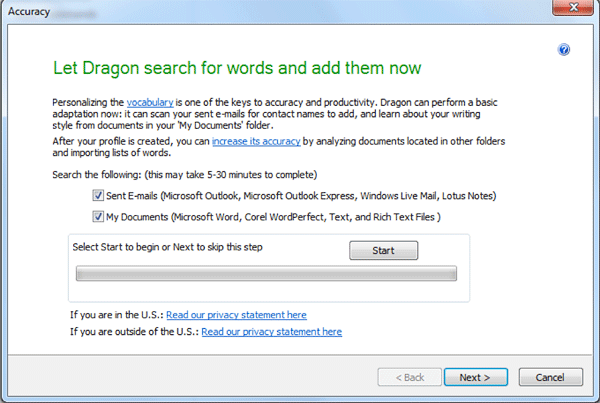 Accuracy
Let Dragon search for words and add them now
Personalizing the vocabulary is one of the keys to accuracy and productivity. Dragon can perform a basic
adaptation now: it can scan your sent e-mails for contact names to add, and learn about your writing
style from documents in your 'My Documents' folder.
After your profile is created, you can increase its accuracy by analyzing documents located in other folders
and importing lists of words.
Search the following: (this may take 5-30 minutes to complete)
Sent E-mails (Microsoft Outlook, Microsoft Outlook Express, Windows Live Mail, Lotus Notes)
My Documents (Microsoft Word, Corel WordPerfect, Text, and Rich Text Files )
Select Start to begin or Next to skip this step
Start
If you are in the U.S.: Read our privacy statement here
If you are outside of the U.S.: Read our privacy statement here
< Back
Next >
Cancel